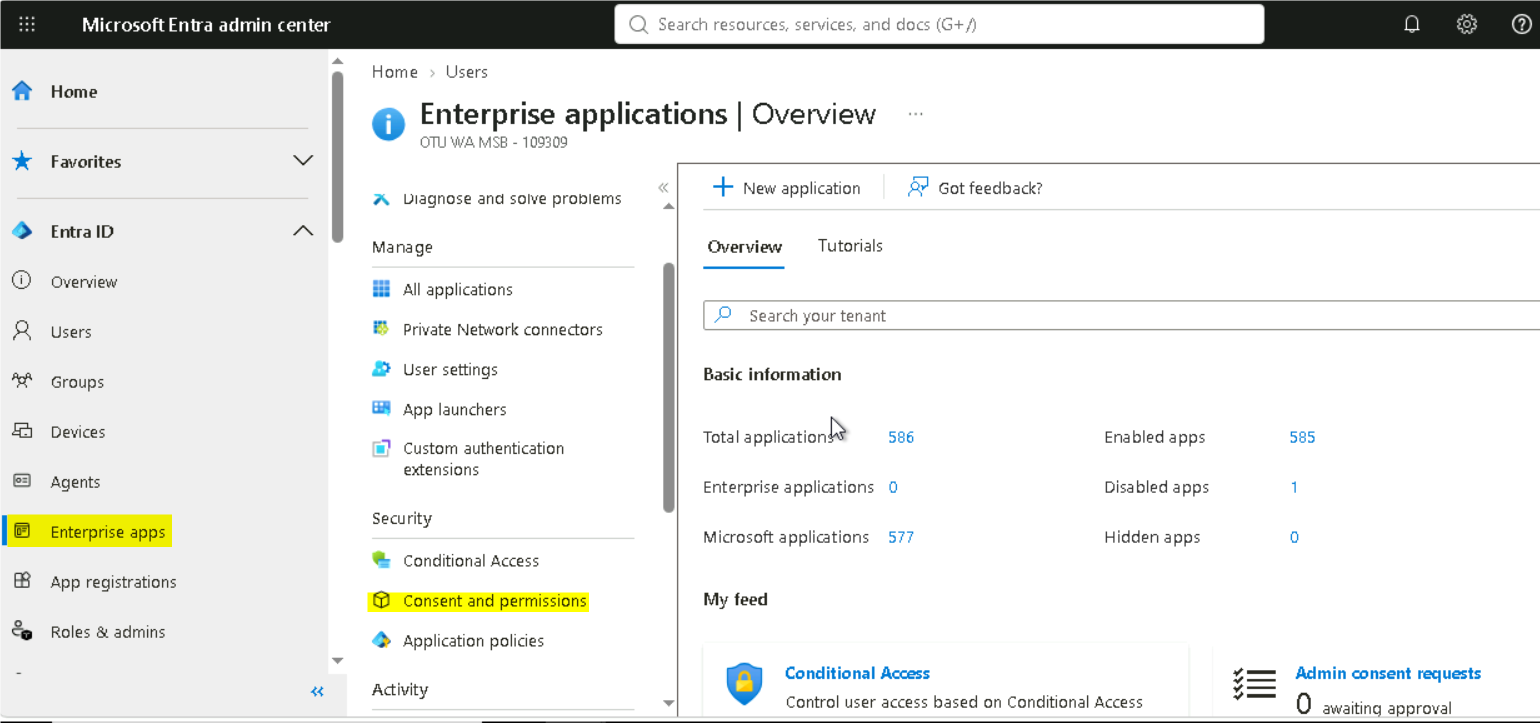 Microsoft Entra admin center
Search resources, services, and docs (G+/)
Home
Favorites
Entra ID
Overview
Users
Groups
Devices
Agents
Enterprise apps
App registrations
Roles & admins
Home > Users
Enterprise applications | Overview ...
OTU WA MSB - 109309
Diagnose and solve problems
Manage
All applications
Private Network connectors
User settings
App launchers
Custom authentication
extensions
Security
Conditional Access
Consent and permissions
Application policies
Activity
New application
Got feedback?
Overview Tutorials
Search your tenant
Basic information
Total applications 586 Enabled apps 585
Enterprise applications 0 Disabled apps 1
Microsoft applications 577 Hidden apps 0
My feed
Conditional Access
Control user access based on Conditional Access
Admin consent requests
0 awaiting approval